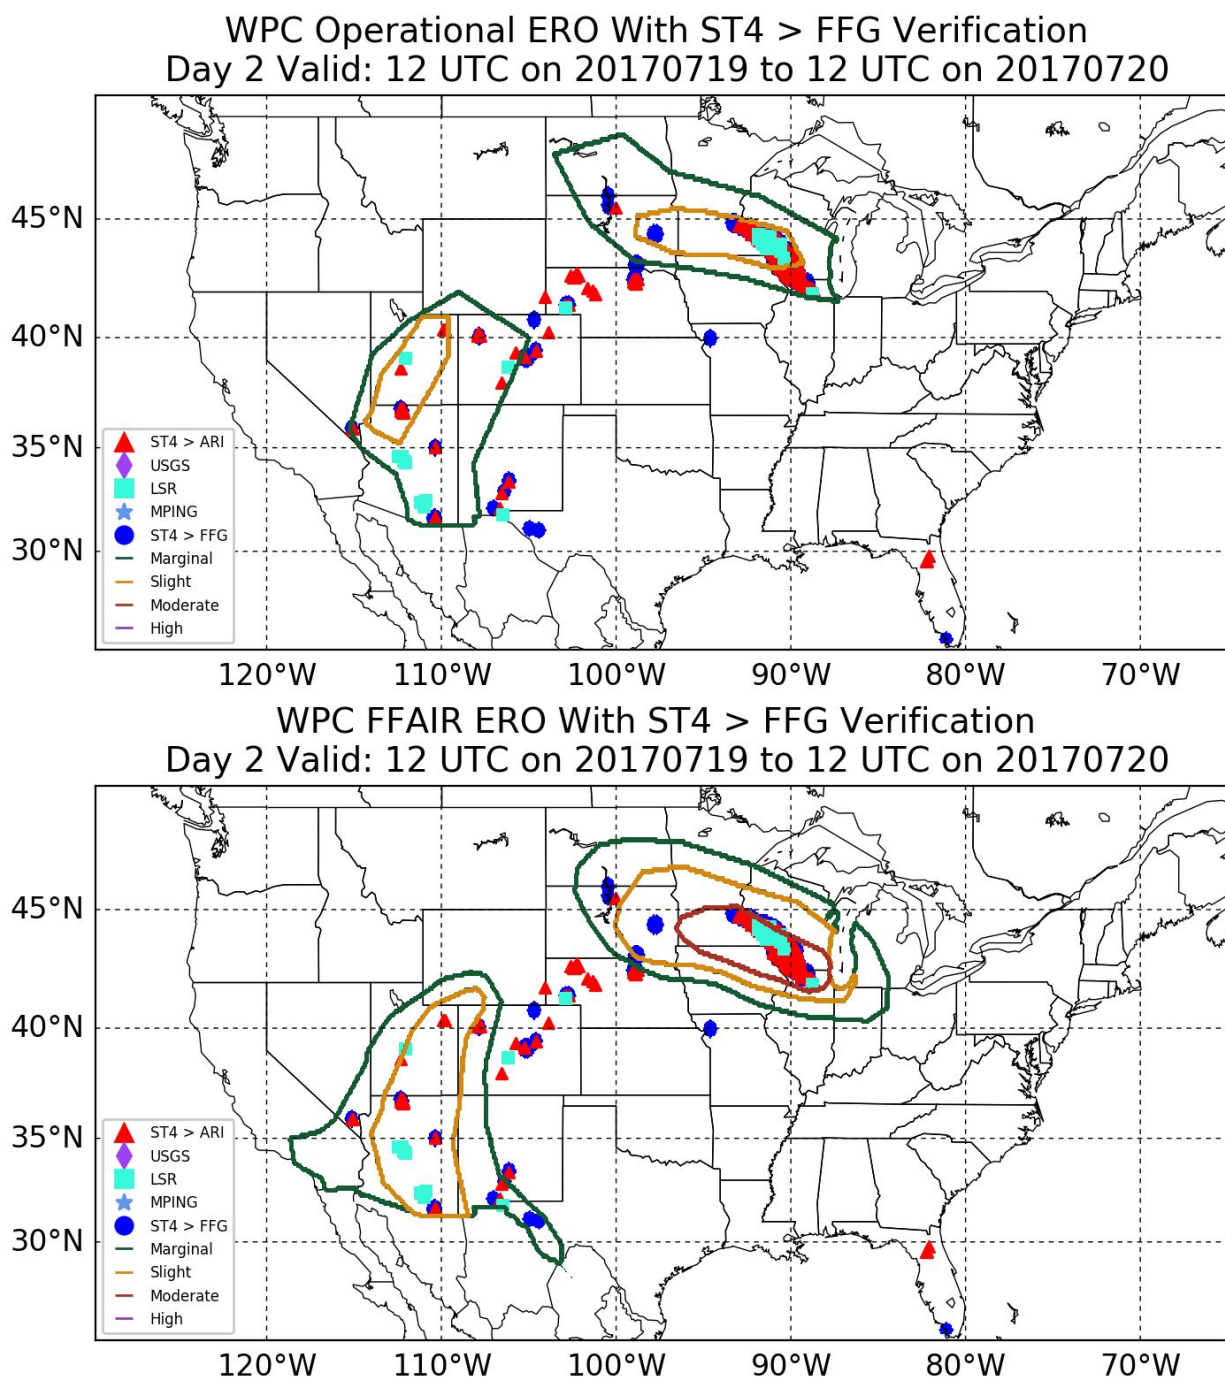 WPC Operational ERO With ST4 > FFG Verification
Day 2 Valid: 12 UTC on 20170719 to 12 UTC on 20170720
45°N
40°N
35°N
30°N
ST4 > ARI
USGS
LSR
MPING
ST4 > FFG
Marginal
Slight
Moderate
High
120°W 110°W 100°W 90°W 80°W 70°W
WPC FFAIR ERO With ST4 > FFG Verification
Day 2 Valid: 12 UTC on 20170719 to 12 UTC on 20170720
45°N
40°N
35°N
30°N
ST4 > ARI
USGS
LSR
MPING
ST4 > FFG
Marginal
Slight
Moderate
High
120°W 110°W 100°W 90°W 80°W 70°W